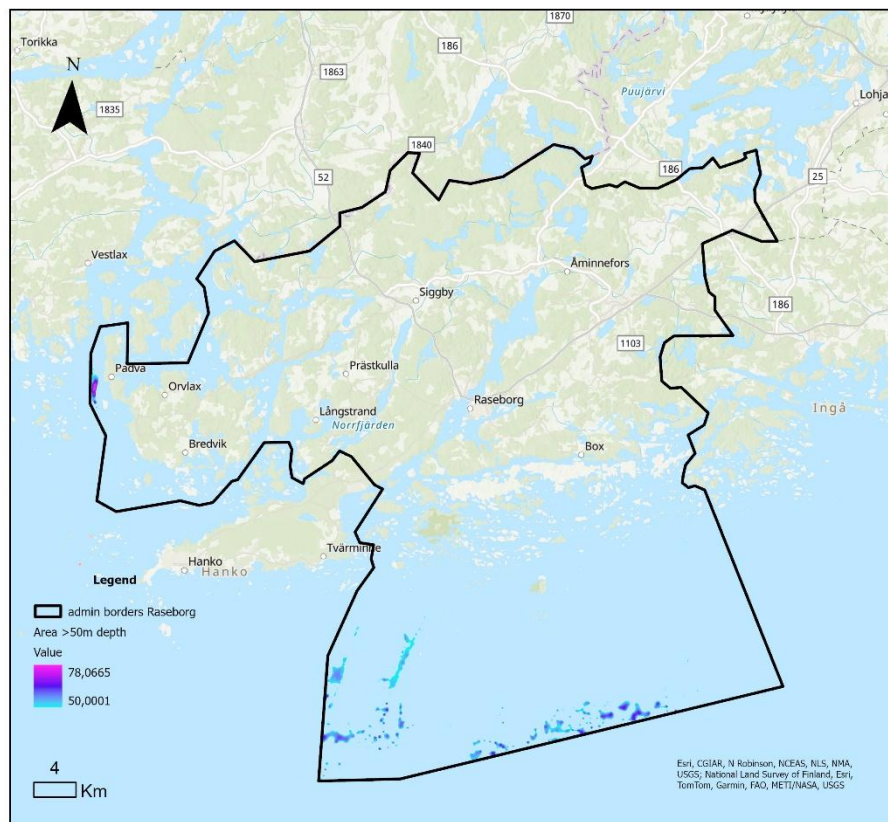 1870
Torikka
186
1863
Puujärvi
N
1835
Lohja
1840
52
186
25
Vestlax
Åminnefors
Siggby
186
1103
Padva
Prästkulla
Orvlax
Raseborg
Ingå
Långstrand
Norrfjärden
Bredvik
Box
Tvärminne
Hanko
Hanko
Legend
admin borders Raseborg
Area >50m depth
Value
78,0665
50,0001
4
Km
Esri, CGIAR, N Robinson, NCEAS, NLS, NMA,
USGS; National Land Survey of Finland, Esri,
TomTom, Garmin, FAO, METI/NASA, USGS